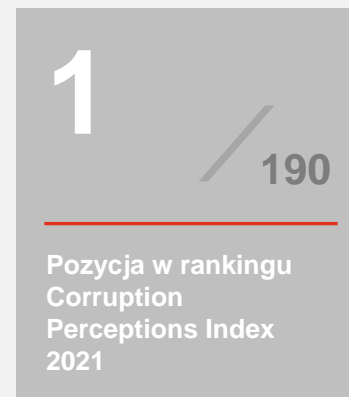 1
190
Pozycja w rankingu
Corruption
Perceptions Index
2021